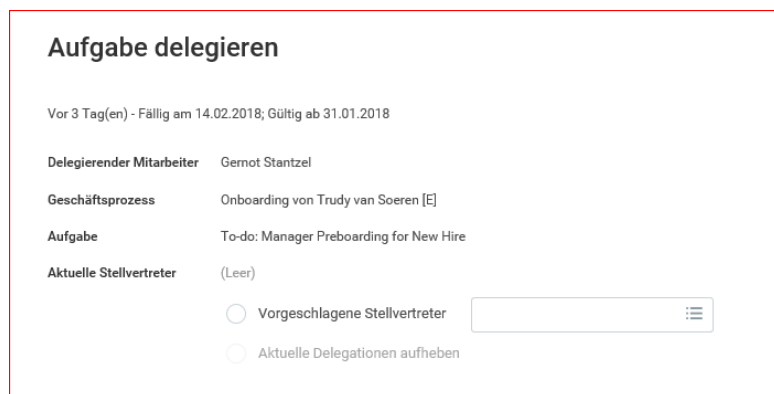 Aufgabe delegieren
Vor 3 Tag(en) - Fällig am 14.02.2018; Gültig ab 31.01.2018
Delegierender Mitarbeiter Gernot Stantzel
Geschäftsprozess Onboarding von Trudy van Soeren [E]
Aufgabe To-do: Manager Preboarding for New Hire
Aktuelle Stellvertreter (Leer)
Vorgeschlagene Stellvertreter
Aktuelle Delegationen aufheben